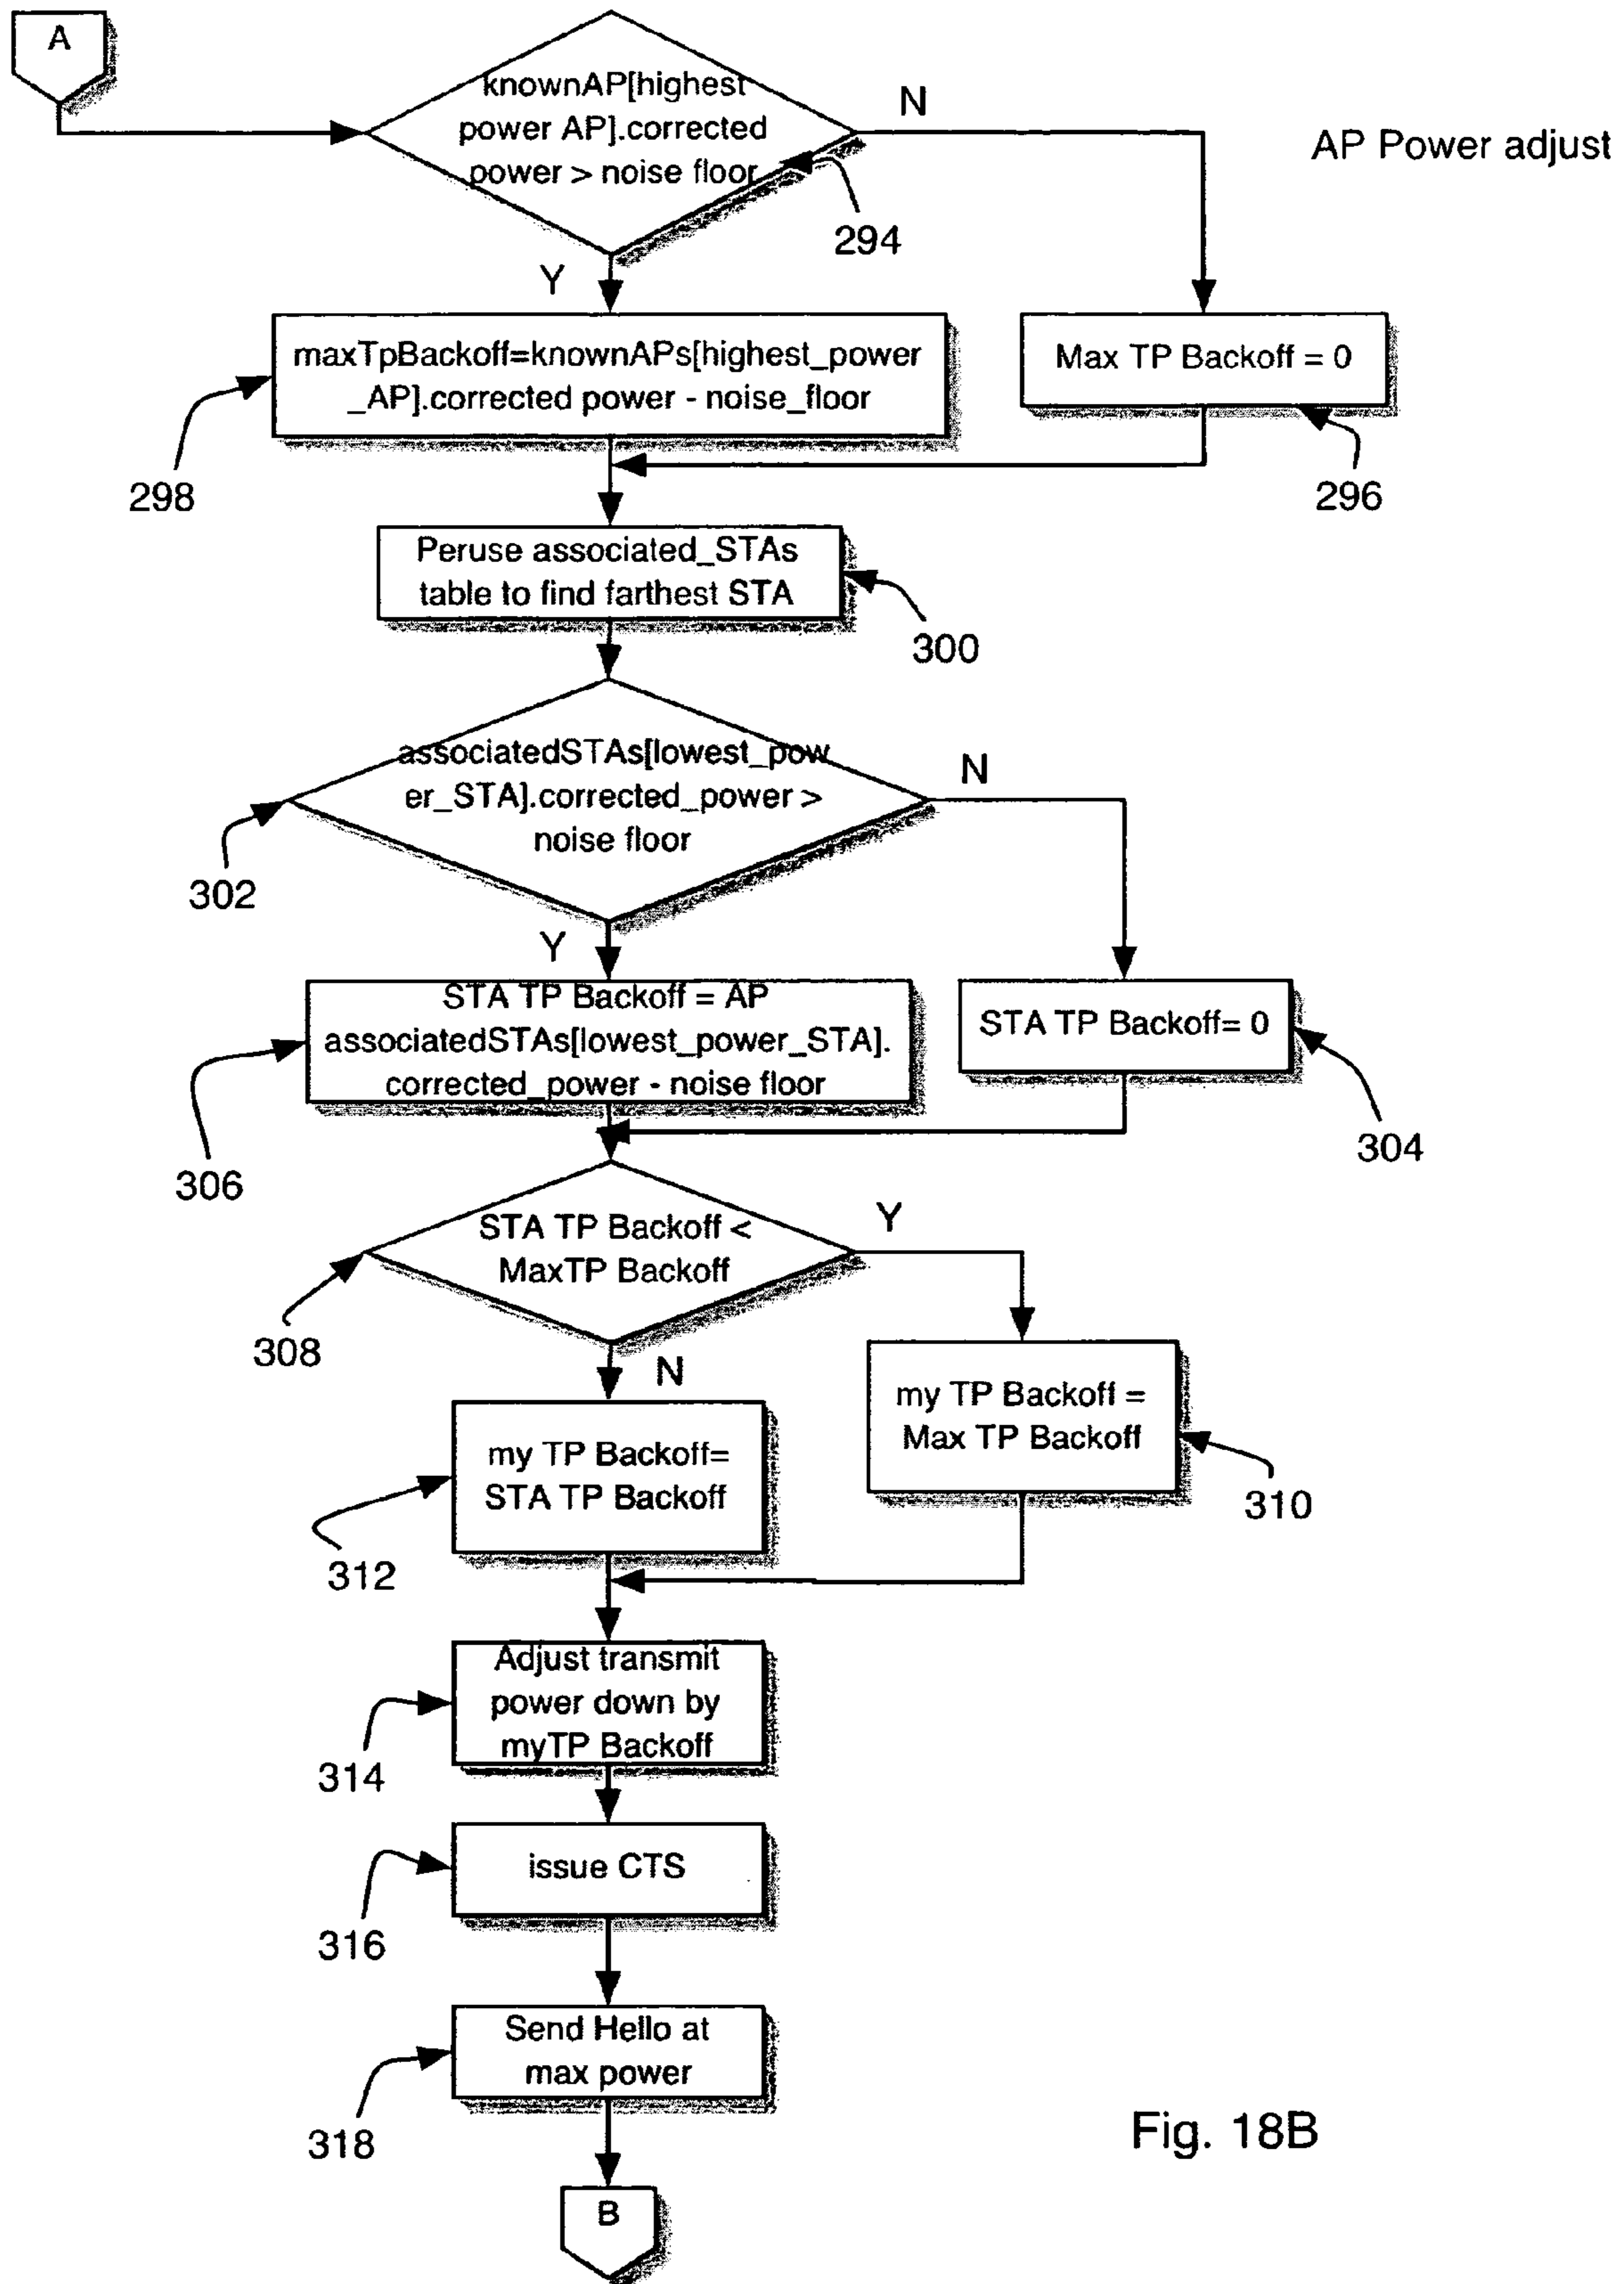 A
knownAP[highest
power AP].corrected
power > noise floor
N
AP Power adjust
294
Y
maxTpBackoff=knownAPs[highest_power
_AP].corrected power - noise_floor
Max TP Backoff = 0
298
296
Peruse associated_STAs
table to find farthest STA
300
associatedSTAs[lowest_pow
er_STA].corrected_power >
noise floor
N
302
Y
STA TP Backoff = AP
associatedSTAs[lowest_power_STA].
corrected_power - noise floor
STA TP Backoff= 0
304
306
STA TP Backoff <
MaxTP Backoff
Y
308
N
my TP Backoff =
Max TP Backoff
my TP Backoff=
STA TP Backoff
310
312
Adjust transmit
power down by
myTP Backoff
314
issue CTS
316
Send Hello at
max power
318
Fig. 18B
B